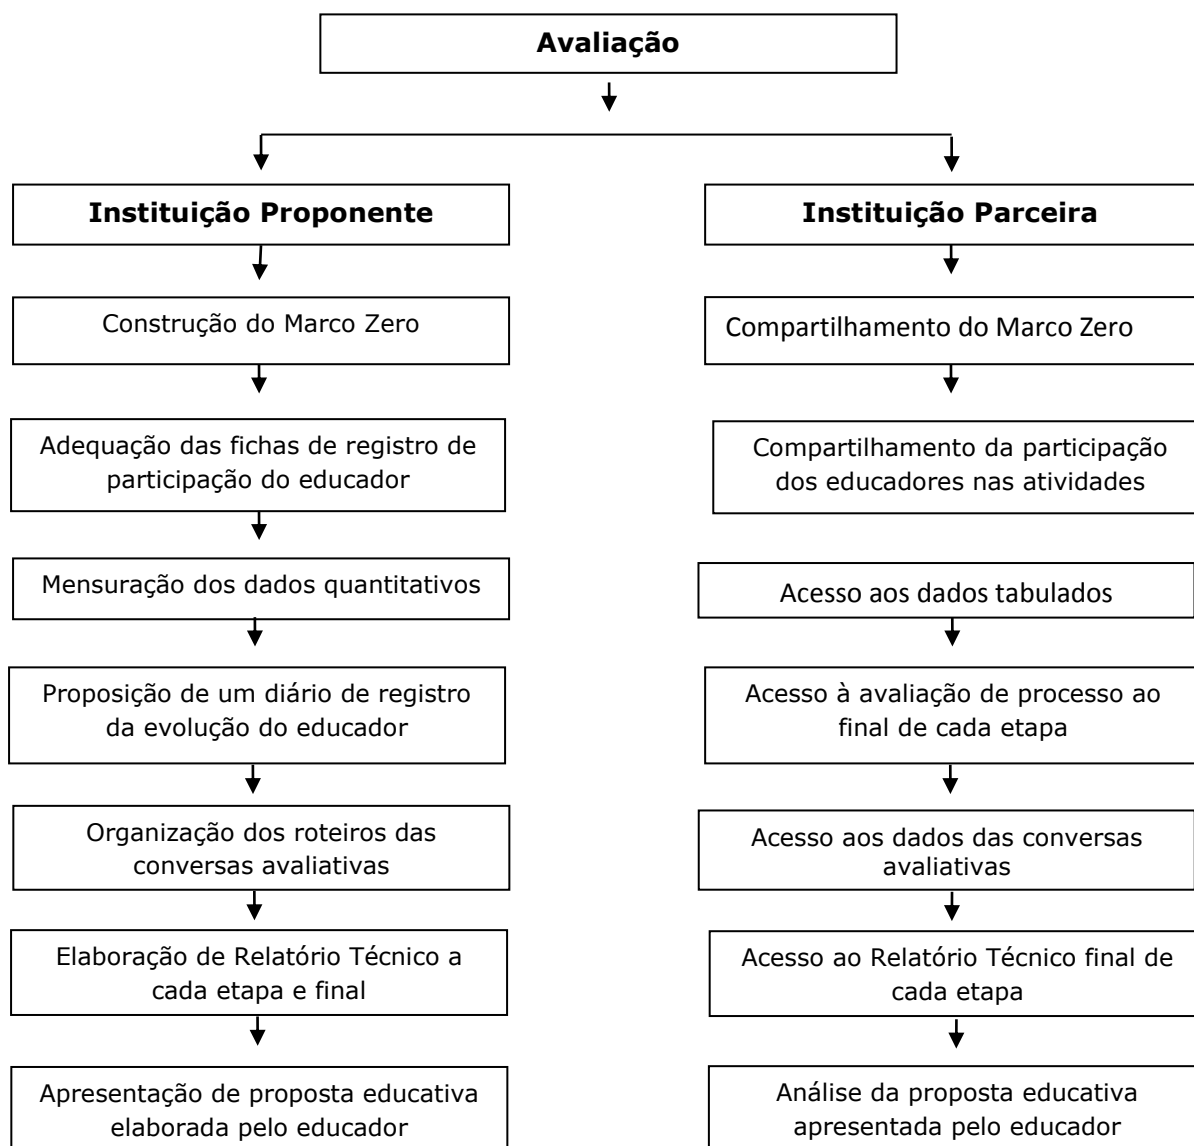 Avaliação
Instituição Proponente
Instituição Parceira
Construção do Marco Zero
Compartilhamento do Marco Zero
Adequação das fichas de registro de
participação do educador
Compartilhamento da participação
dos educadores nas atividades
Mensuração dos dados quantitativos
Acesso aos dados tabulados
Proposição de um diário de registro
da evolução do educador
Acesso à avaliação de processo ao
final de cada etapa
Organização dos roteiros das
conversas avaliativas
Acesso aos dados das conversas
avaliativas
Elaboração de Relatório Técnico a
cada etapa e final
Acesso ao Relatório Técnico final de
cada etapa
Apresentação de proposta educativa
elaborada pelo educador
Análise da proposta educativa
apresentada pelo educador